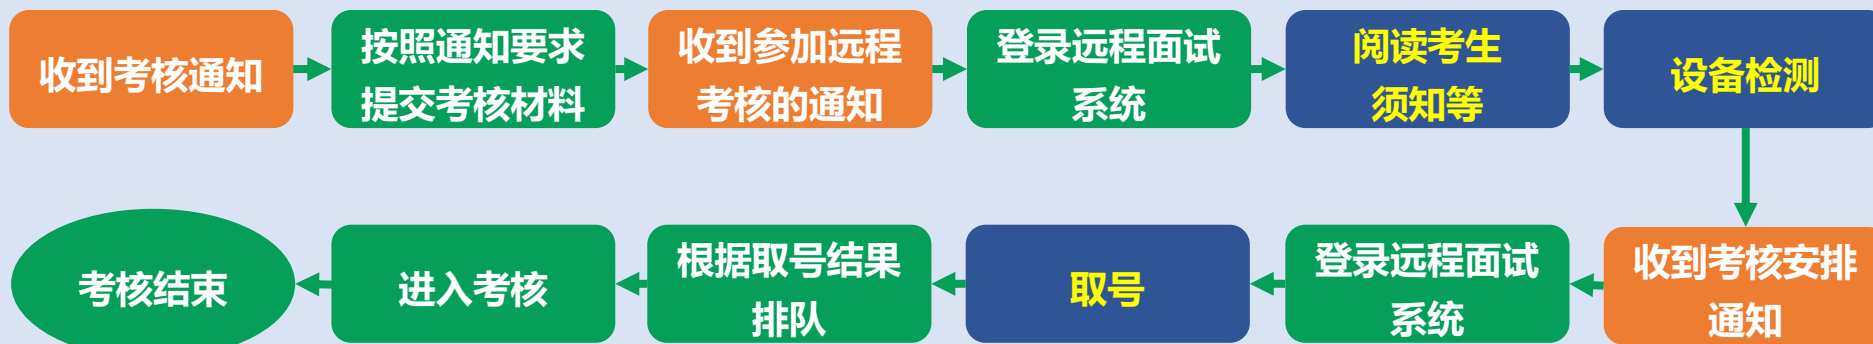 收到考核通知
按照通知要求
提交考核材料
收到参加远程
考核的通知
登录远程面试
系统
阅读考生
须知等
设备检测
收到考核安排
通知
登录远程面试
系统
取号
根据取号结果
排队
进入考核
考核结束